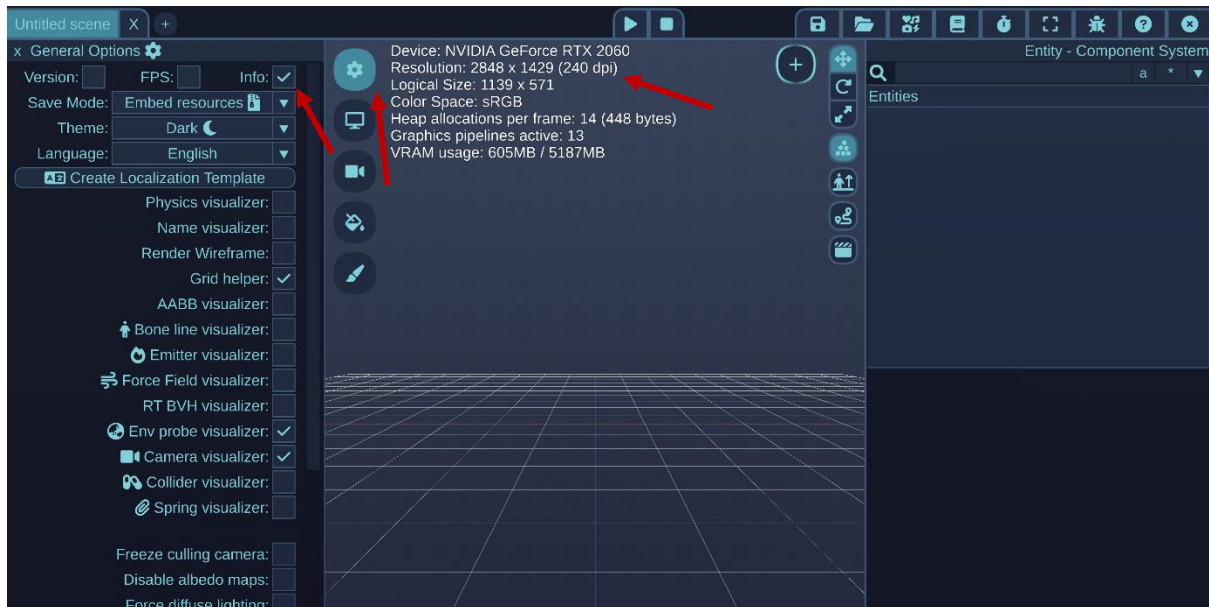 Untitled scene X +
x General Options
Version: FPS: Info:
Save Mode: Embed resources
Theme: Dark
Language: English
Create Localization Template
Physics visualizer:
Name visualizer:
Render Wireframe:
Grid helper:
AABB visualizer:
Bone line visualizer:
Emitter visualizer:
Force Field visualizer:
RT BVH visualizer:
Env probe visualizer:
Camera visualizer:
Collider visualizer:
Spring visualizer:
Freeze culling camera:
Disable albedo maps:
Force diffuse lighting:
Device: NVIDIA GeForce RTX 2060
Resolution: 2848 x 1429 (240 dpi)
Logical Size: 1139 x 571
Color Space: sRGB
Heap allocations per frame: 14 (448 bytes)
Graphics pipelines active: 13
VRAM usage: 605MB / 5187MB
Entity - Component System
a *
Entities